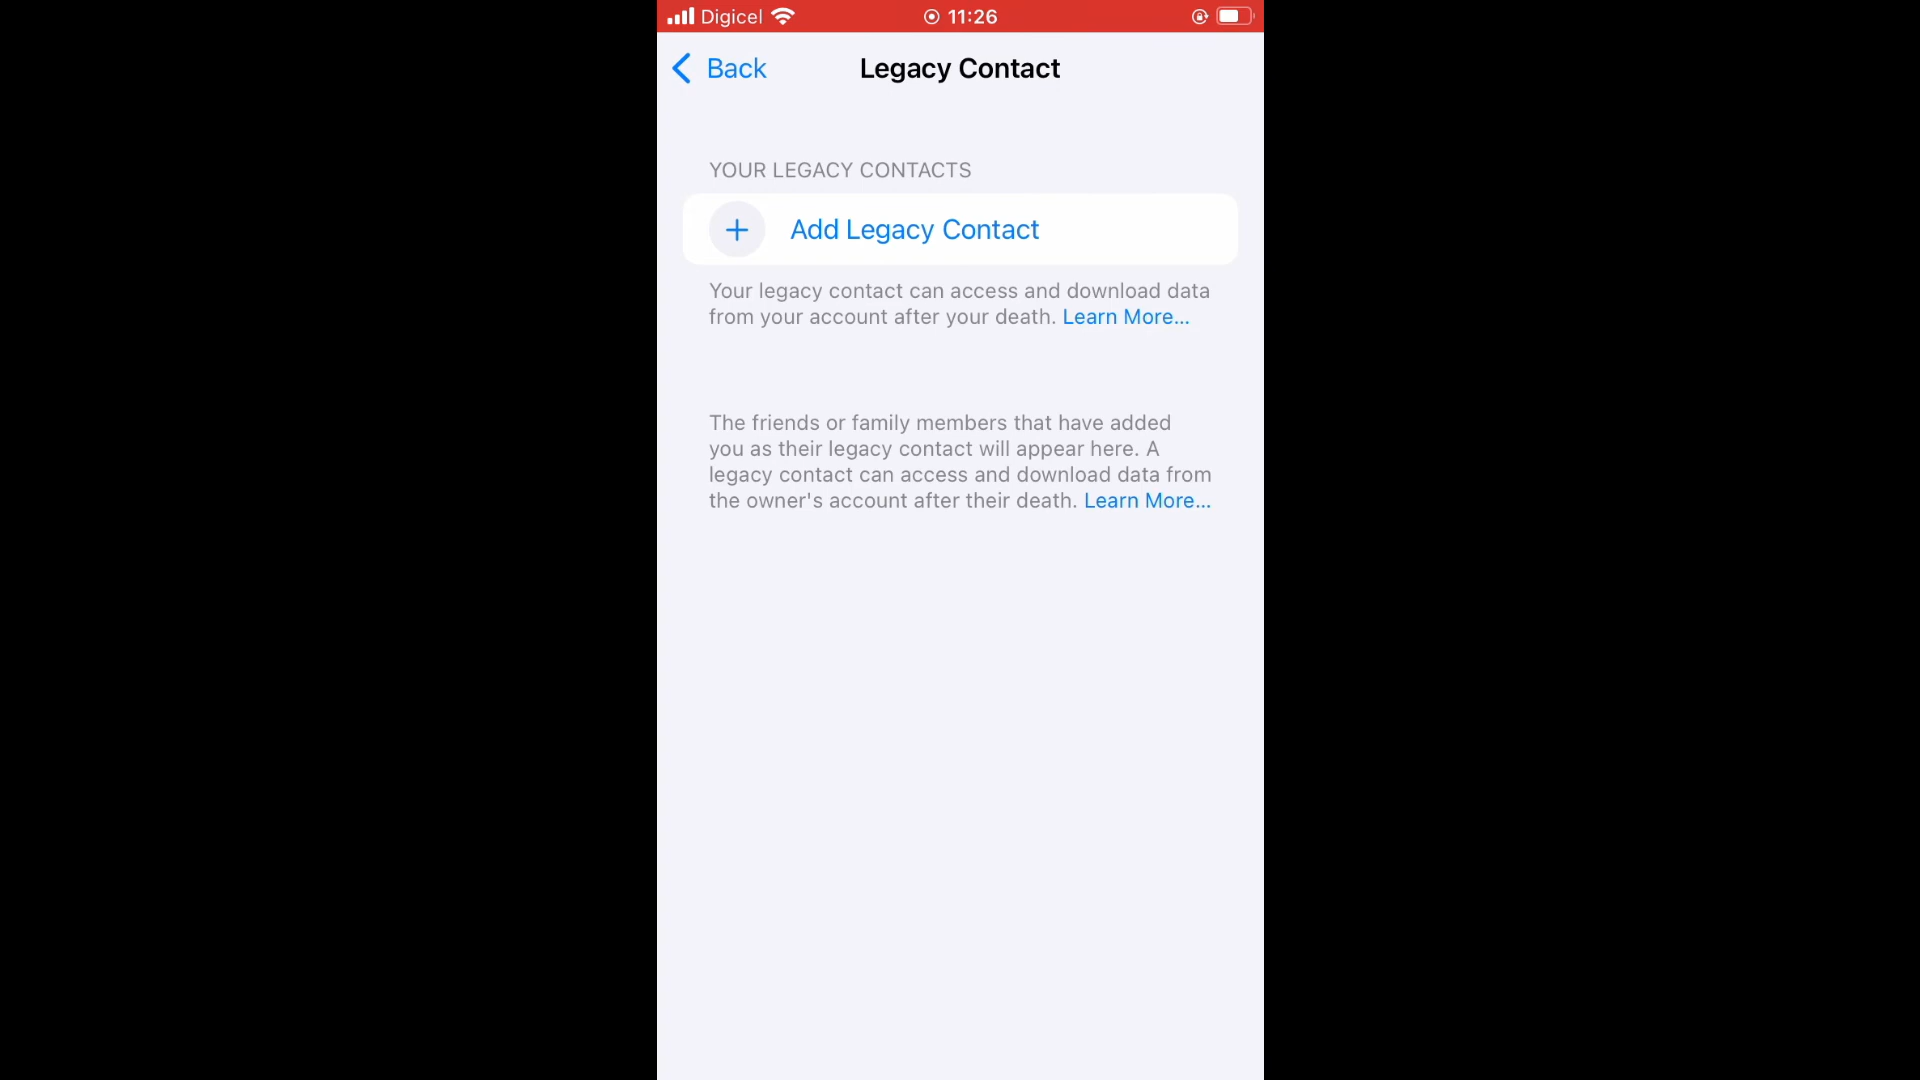 Digicel 11:26
Back Legacy Contact
YOUR LEGACY CONTACTS
+ Add Legacy Contact
Your legacy contact can access and download data
from your account after your death. Learn More...
The friends or family members that have added
you as their legacy contact will appear here. A
legacy contact can access and download data from
the owner's account after their death. Learn More...